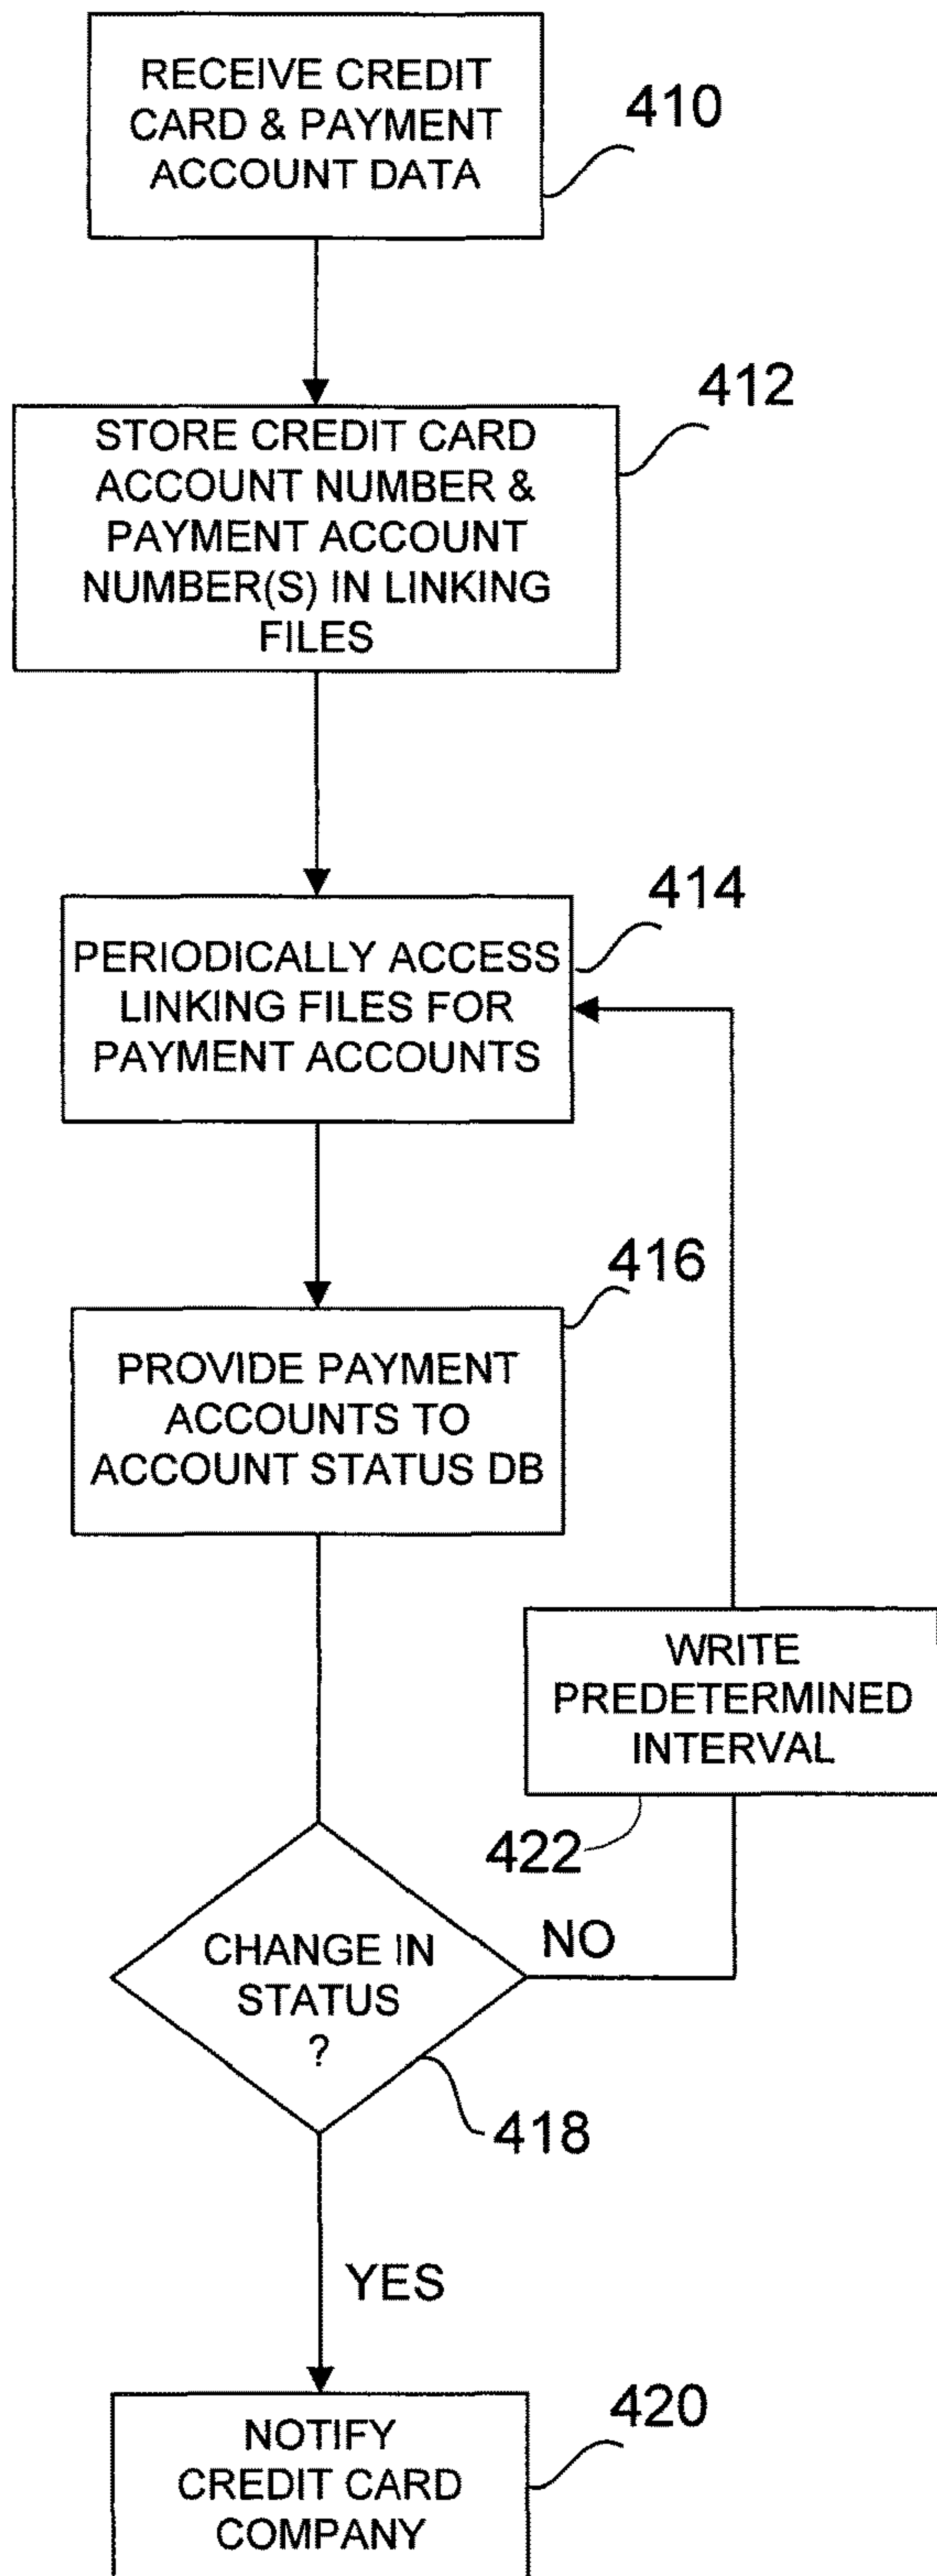 RECEIVE CREDIT
CARD & PAYMENT
ACCOUNT DATA
410
412
STORE CREDIT CARD
ACCOUNT NUMBER &
PAYMENT ACCOUNT
NUMBER(S) IN LINKING
FILES
414
PERIODICALLY ACCESS
LINKING FILES FOR
PAYMENT ACCOUNTS
416
PROVIDE PAYMENT
ACCOUNTS TO
ACCOUNT STATUS DB
WRITE
PREDETERMINED
INTERVAL
422
CHANGE IN
STATUS
?
NO
418
YES
420
NOTIFY
CREDIT CARD
COMPANY